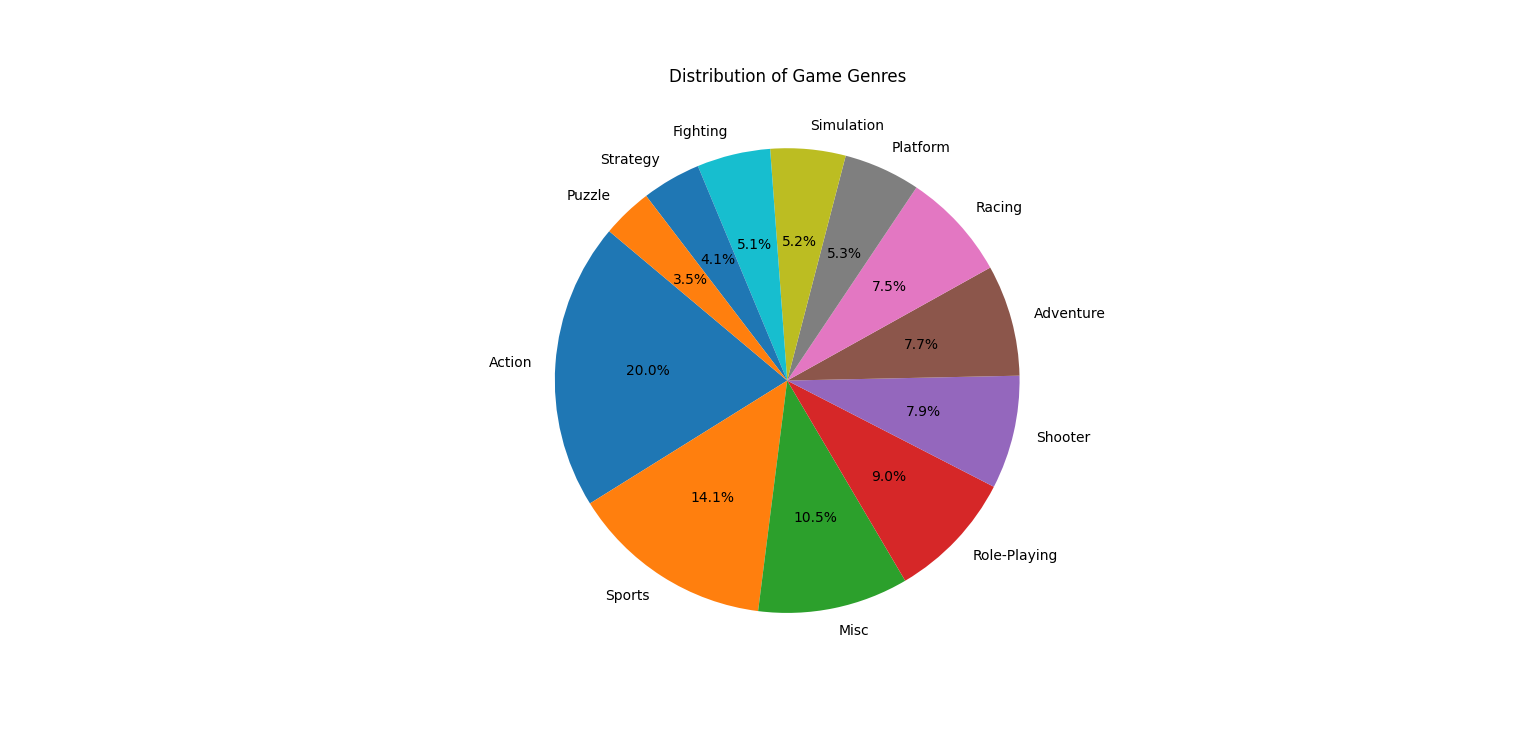 Distribution of Game Genres
Simulation
Fighting
Platform
Strategy
Puzzle
Racing
5.2%
5.1%
5.3%
4.1%
3.5%
7.5%
Adventure
7.7%
Action
20.0%
7.9%
Shooter
9.0%
14.1%
10.5%
Role-Playing
Sports
Misc